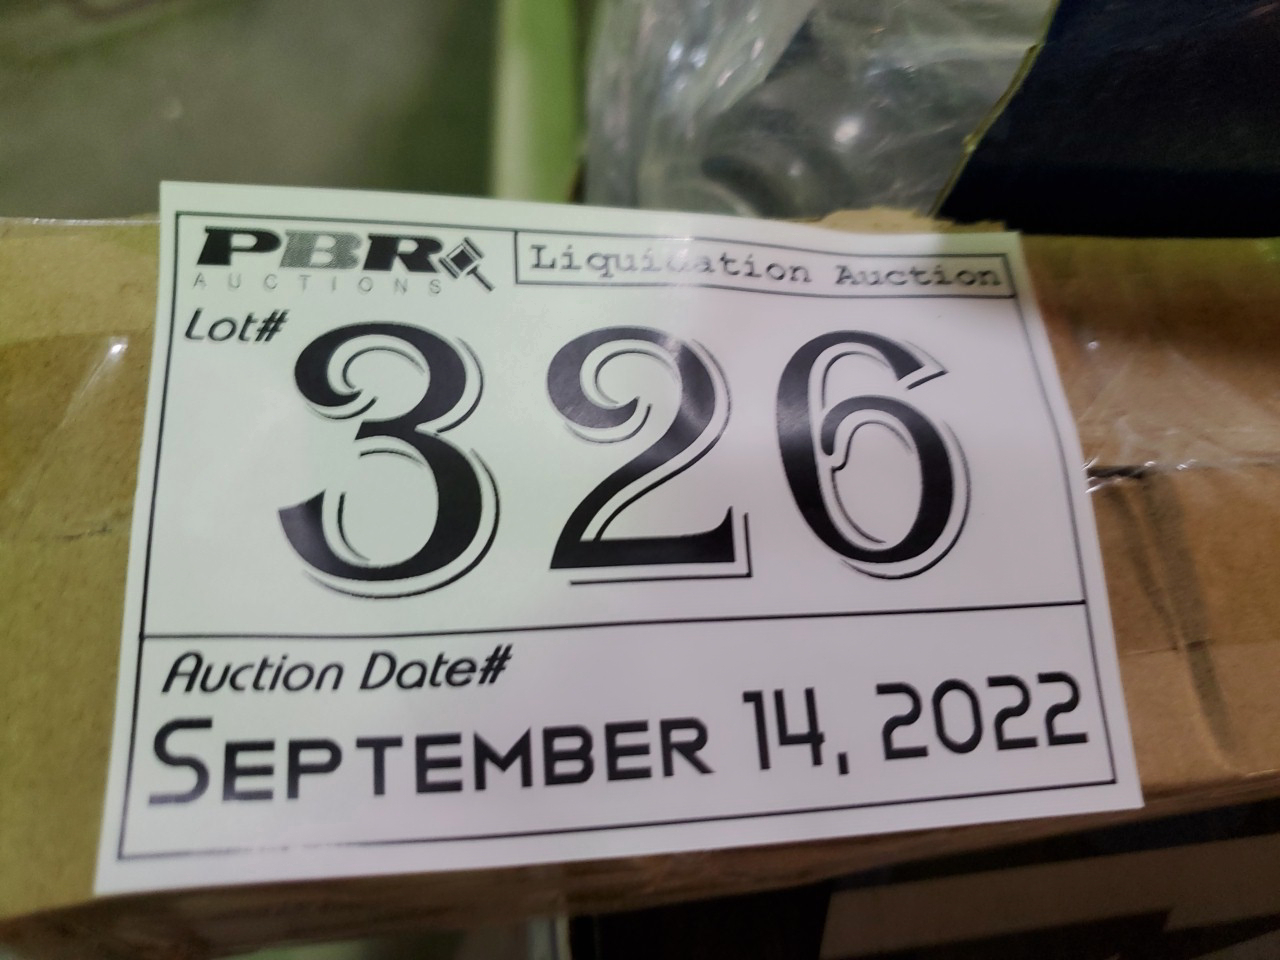 PBR
AUCTIONS
Liquidation Auction
Lot#
326
Auction Date#
SEPTEMBER 14, 2022